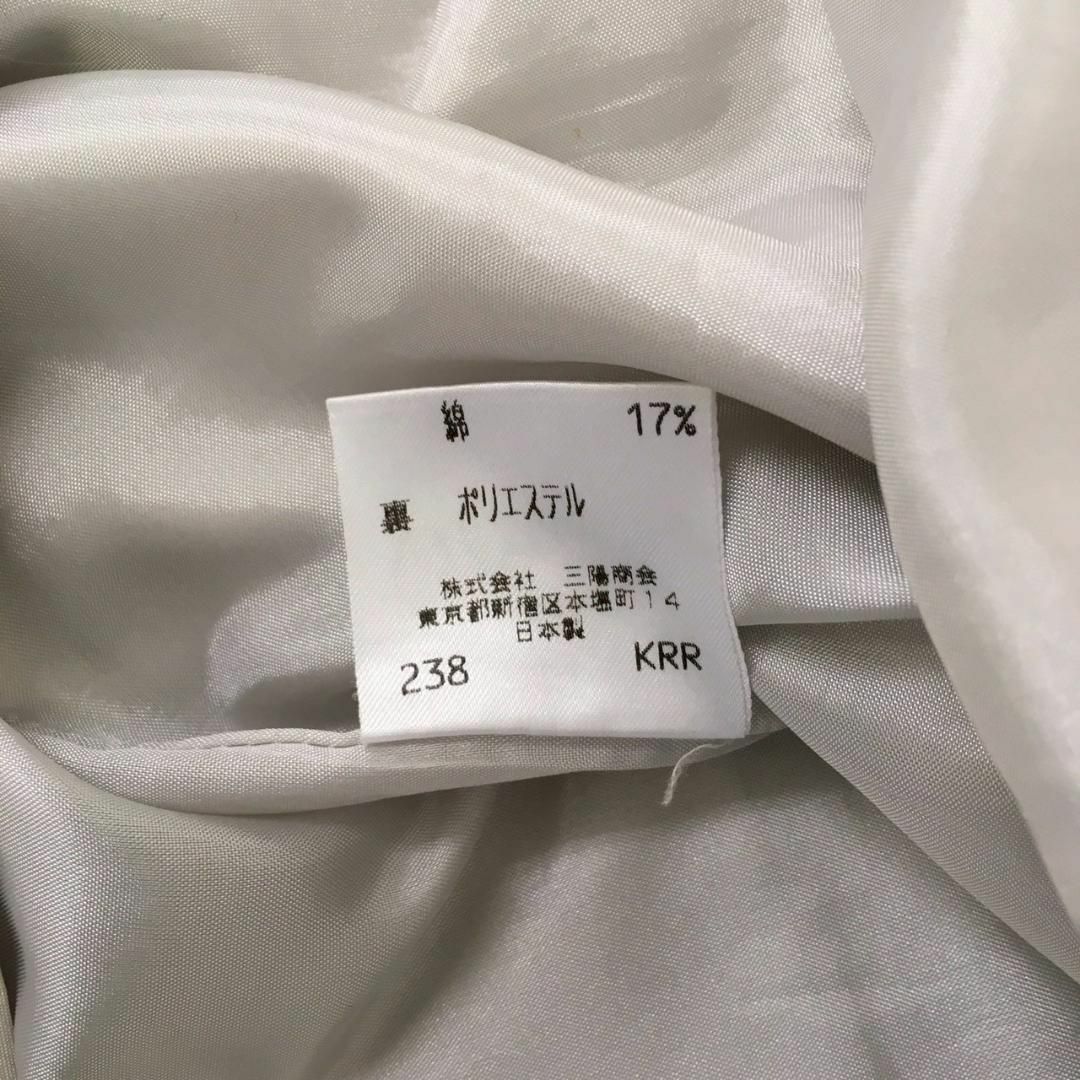 綿 17%
裏 ポリエステル
株式会社 三陽商会
東京都新宿区本塩町14
日本製
238 KRR